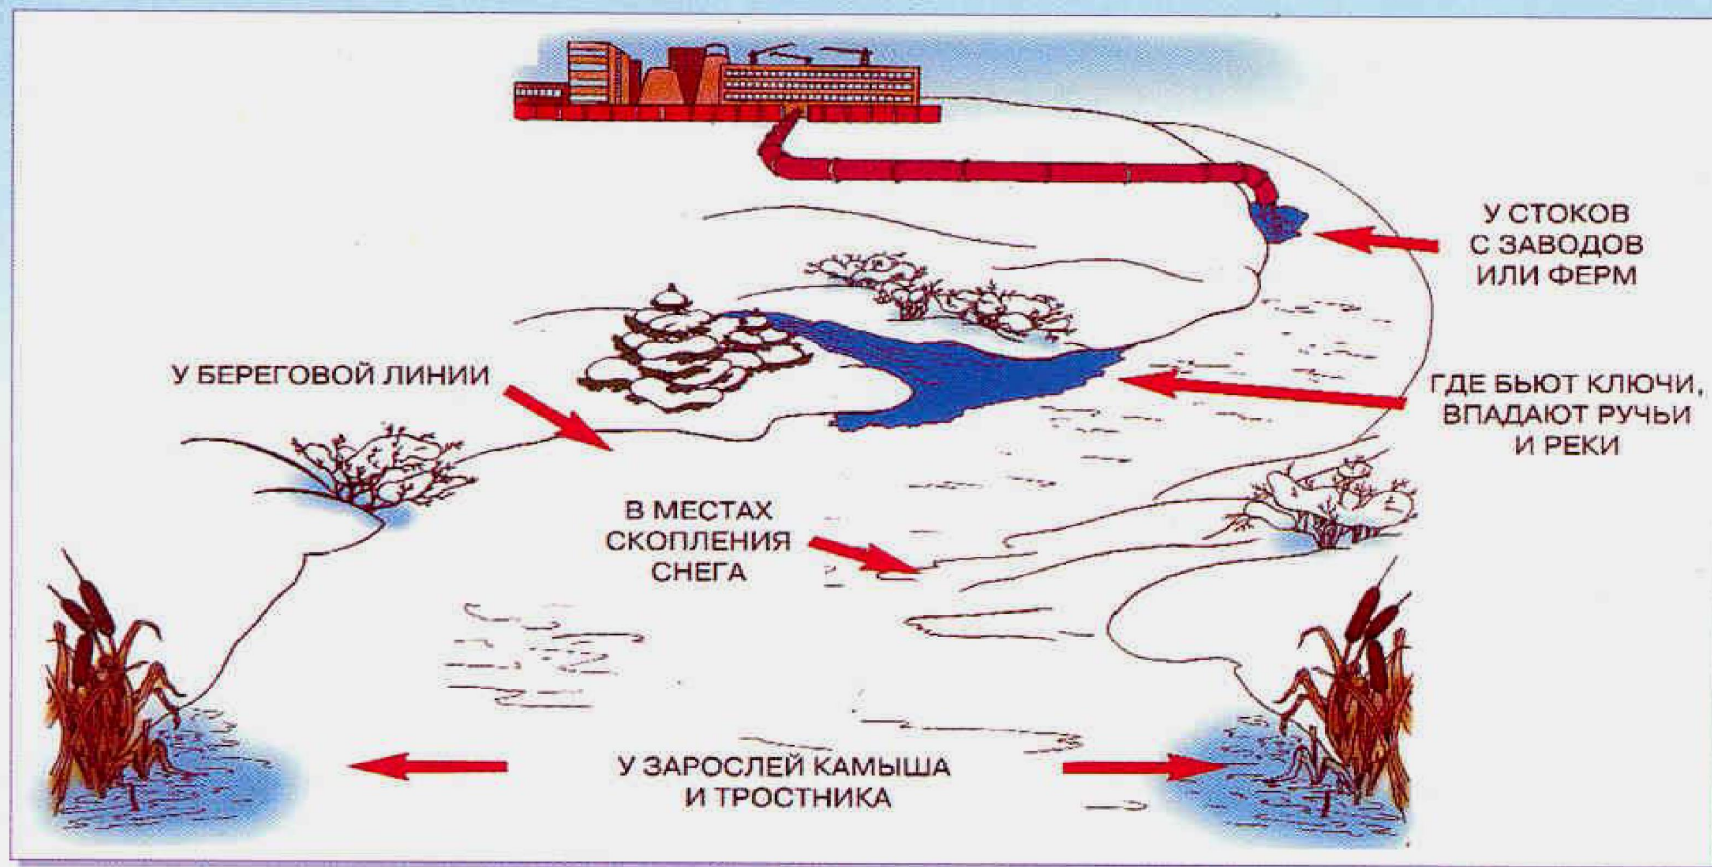 У СТОКОВ
С ЗАВОДОВ
ИЛИ ФЕРМ
У БЕРЕГОВОЙ ЛИНИИ
ГДЕ БЬЮТ КЛЮЧИ,
ВПАДАЮТ РУЧЬИ
И РЕКИ
В МЕСТАХ
СКОПЛЕНИЯ
СНЕГА
У ЗАРОСЛЕЙ КАМЫША
И ТРОСТНИКА